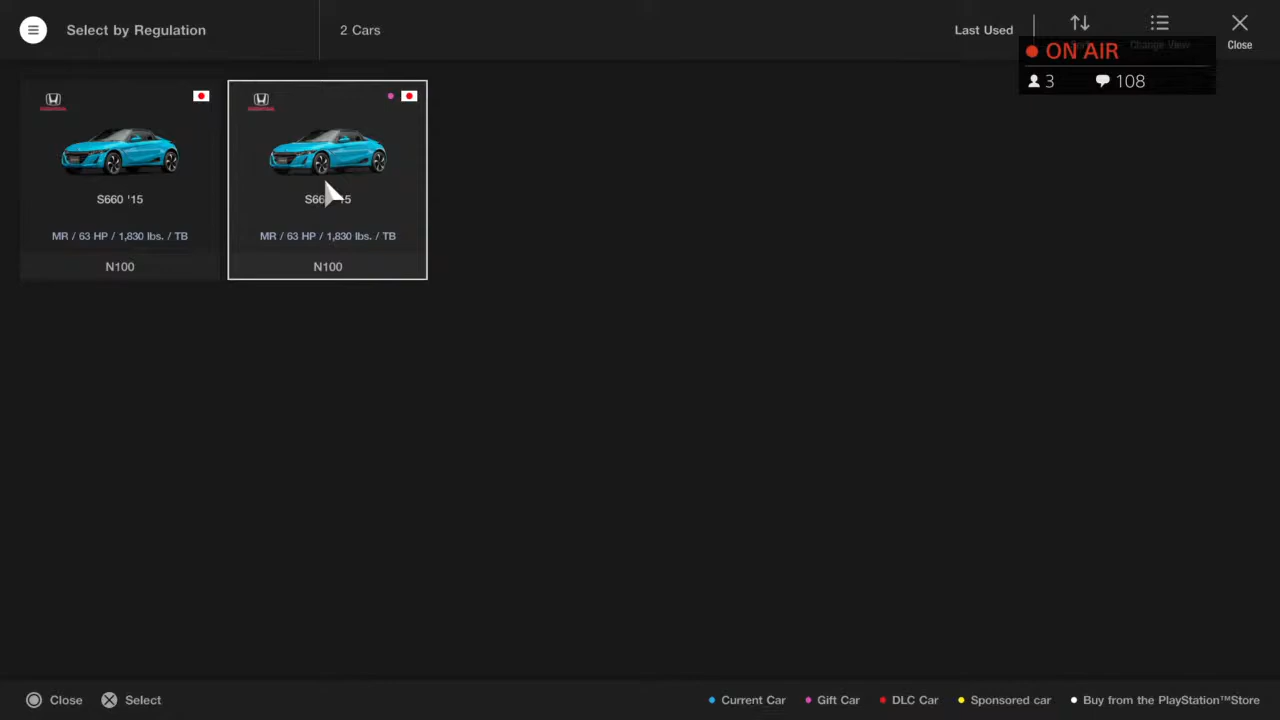 Select by Regulation
2 Cars
Last Used
Change View
Close
ON AIR
3
108
S660 '15
MR / 63 HP / 1,830 lbs. / TB
N100
MR / 63 HP / 1,830 lbs. / TB
N100
Close
Select
Current Car
Gift Car
DLC Car
Sponsored car
Buy from the PlayStation™Store